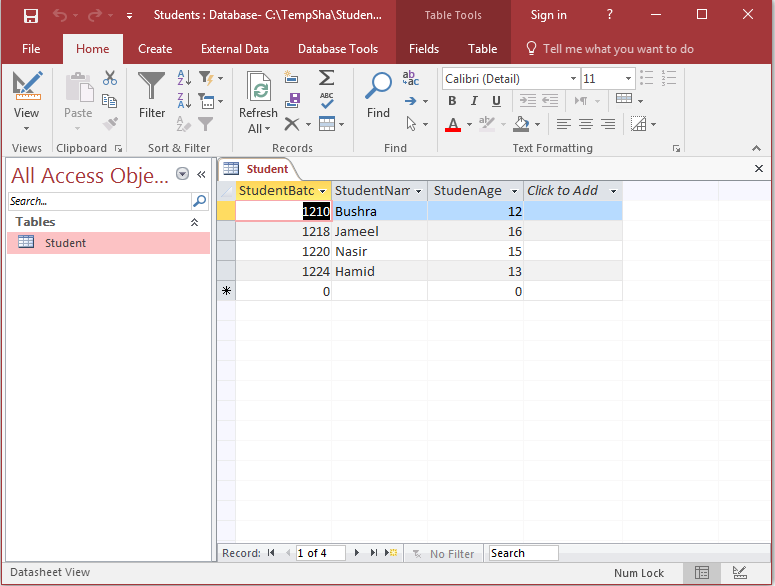 Students : Database- C:\TempSha\Studen... Table Tools Sign in ?
File Home Create External Data Database Tools Fields Table Tell me what you want to do
View Paste Filter Refresh All Find
ab ac
ABC
Calibri (Detail) 11
B I U
A ab
Views Clipboard Sort & Filter Records Find Text Formatting
All Access Obje...
Search...
Tables
Student
Student
StudentBatc StudentNam StudenAge Click to Add
1210 Bushra 12
1218 Jameel 16
1220 Nasir 15
1224 Hamid 13
* 0 0
Record: 1 of 4 No Filter Search
Datasheet View Num Lock